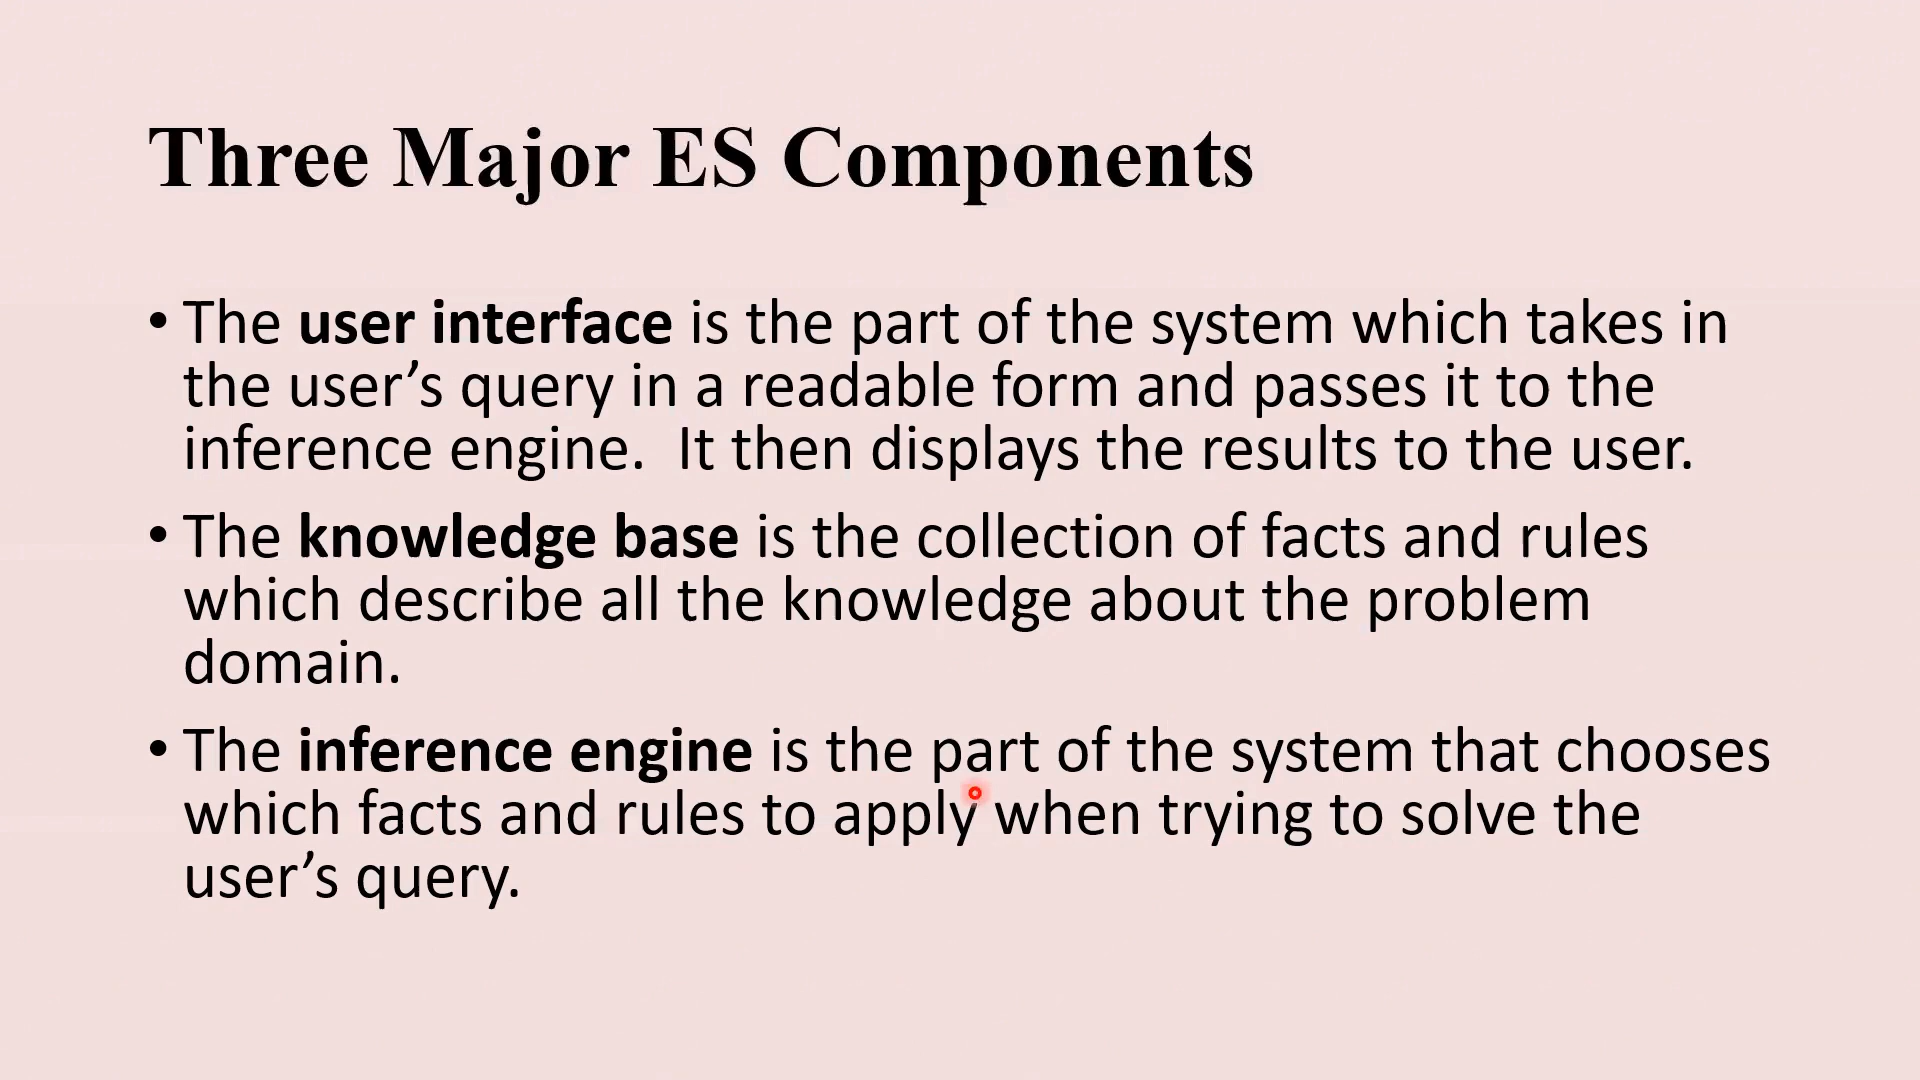 Three Major ES Components
• The user interface is the part of the system which takes in
the user’s query in a readable form and passes it to the
inference engine.  It then displays the results to the user.
• The knowledge base is the collection of facts and rules
which describe all the knowledge about the problem
domain.
• The inference engine is the part of the system that chooses
which facts and rules to apply when trying to solve the
user’s query.